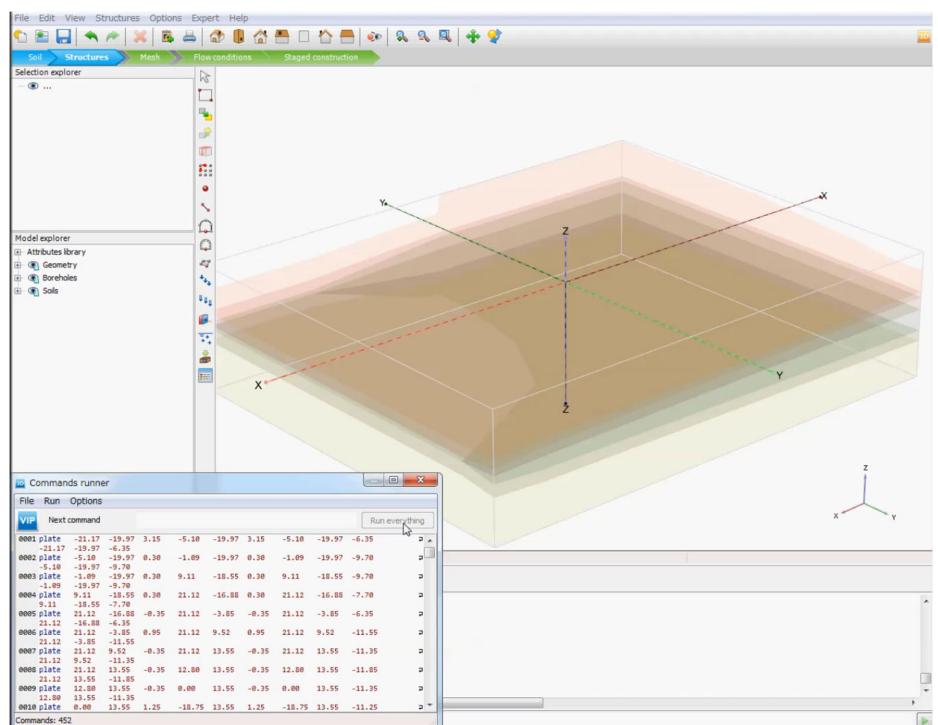 File Edit View Structures Options Expert Help
Soil Structures Mesh Flow conditions Staged construction
Selection explorer
...
Model explorer
Attributes library
Geometry
Boreholes
Soils
Y X
Z
X Z Y
Z
X Y
3D Commands runner
File Run Options
VIP Next command Run everything
0001 plate -21.17 -19.97 3.15 -5.10 -19.97 3.15 -5.10 -19.97 -6.35
-21.17 -19.97 -6.35
0002 plate -5.10 -19.97 0.30 -1.09 -19.97 0.30 -1.09 -19.97 -9.70
-5.10 -19.97 -9.70
0003 plate -1.09 -19.97 0.30 9.11 -18.55 0.30 9.11 -18.55 -9.70
-1.09 -19.97 -9.70
0004 plate 9.11 -18.55 0.30 21.12 -16.88 0.30 21.12 -16.88 -7.70
9.11 -18.55 -7.70
0005 plate 21.12 -16.88 -0.35 21.12 -3.85 -0.35 21.12 -3.85 -6.35
21.12 -16.88 -6.35
0006 plate 21.12 -3.85 0.95 21.12 9.52 0.95 21.12 9.52 -11.55
21.12 -3.85 -11.55
0007 plate 21.12 9.52 -0.35 21.12 13.55 -0.35 21.12 13.55 -11.35
21.12 9.52 -11.35
0008 plate 21.12 13.55 -0.35 12.80 13.55 -0.35 12.80 13.55 -11.85
21.12 13.55 -11.85
0009 plate 12.80 13.55 -0.35 0.00 13.55 -0.35 0.00 13.55 -11.35
12.80 13.55 -11.35
0010 plate 0.00 13.55 1.25 -18.75 13.55 1.25 -18.75 13.55 -11.25
Commands: 452